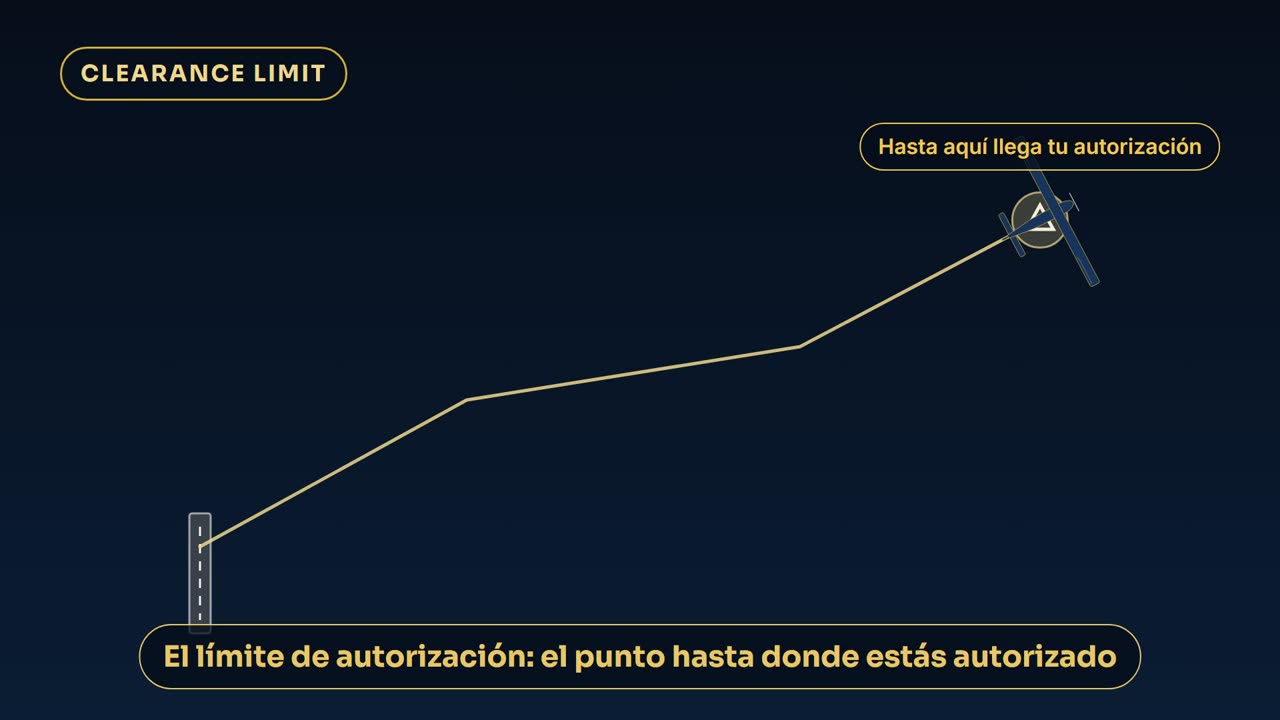 CLEARANCE LIMIT
Hasta aquí llega tu autorización
El límite de autorización: el punto hasta donde estás autorizado